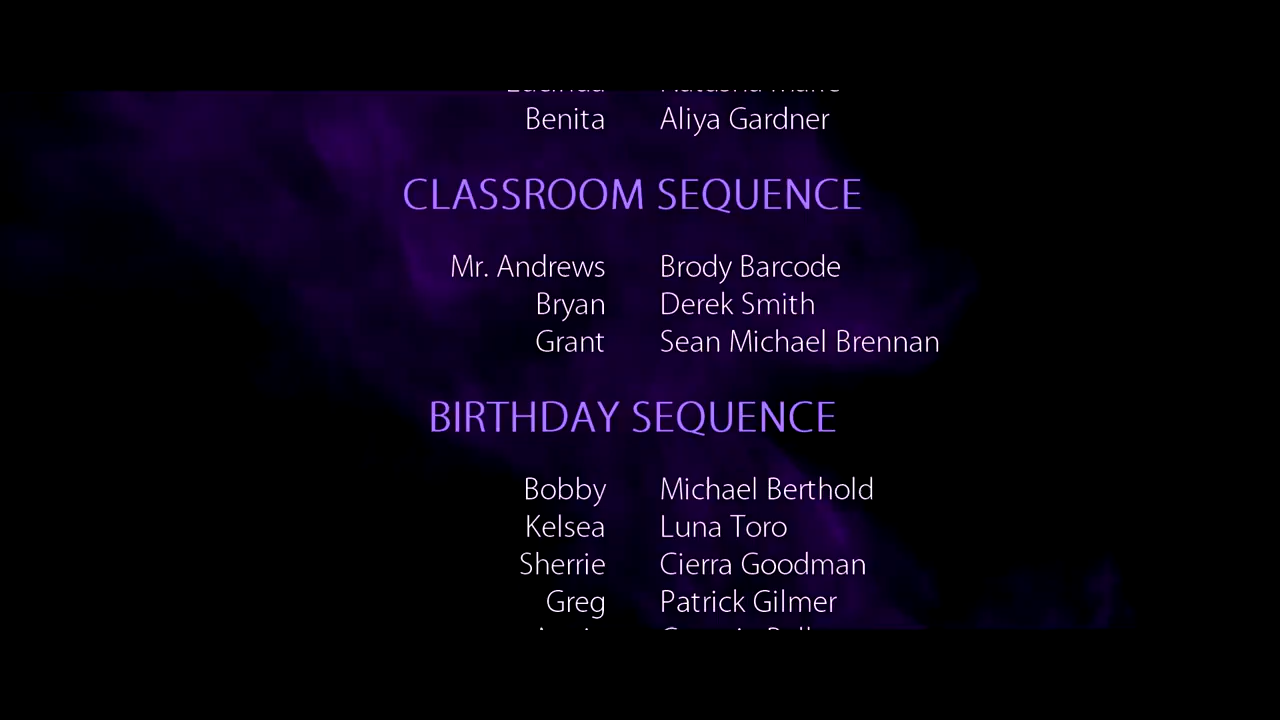 Benita Aliya Gardner
CLASSROOM SEQUENCE
Mr. Andrews Brody Barcode
Bryan Derek Smith
Grant Sean Michael Brennan
BIRTHDAY SEQUENCE
Bobby Michael Berthold
Kelsea Luna Toro
Sherrie Cierra Goodman
Greg Patrick Gilmer